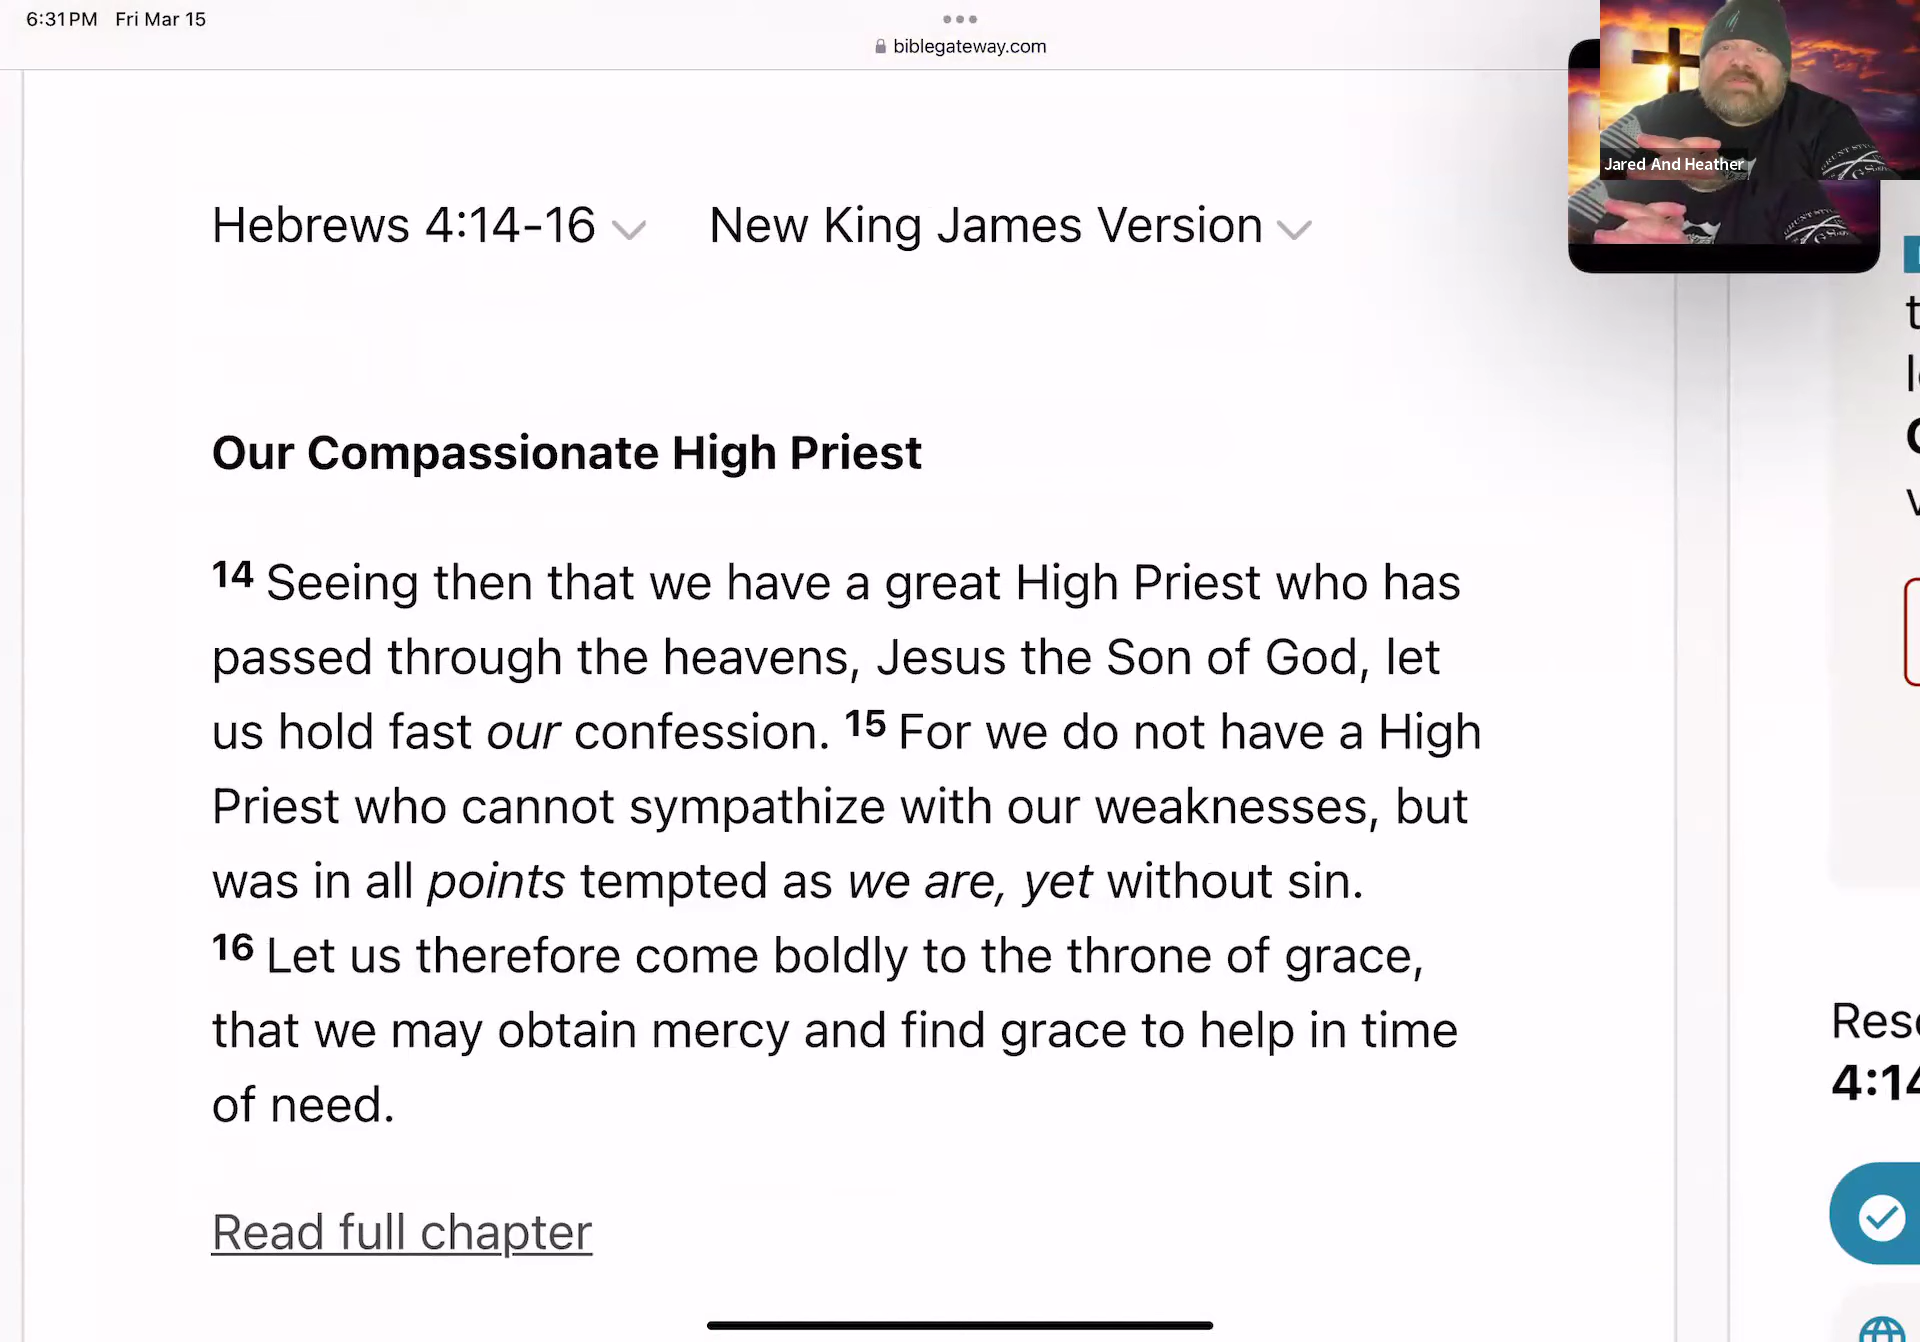 6:31 PM Fri Mar 15
biblegateway.com
Jared And Heather
Hebrews 4:14-16 New King James Version
Our Compassionate High Priest
14 Seeing then that we have a great High Priest who has
passed through the heavens, Jesus the Son of God, let
us hold fast our confession. 15 For we do not have a High
Priest who cannot sympathize with our weaknesses, but
was in all points tempted as we are, yet without sin.
16 Let us therefore come boldly to the throne of grace,
that we may obtain mercy and find grace to help in time
of need.
Read full chapter
4:14